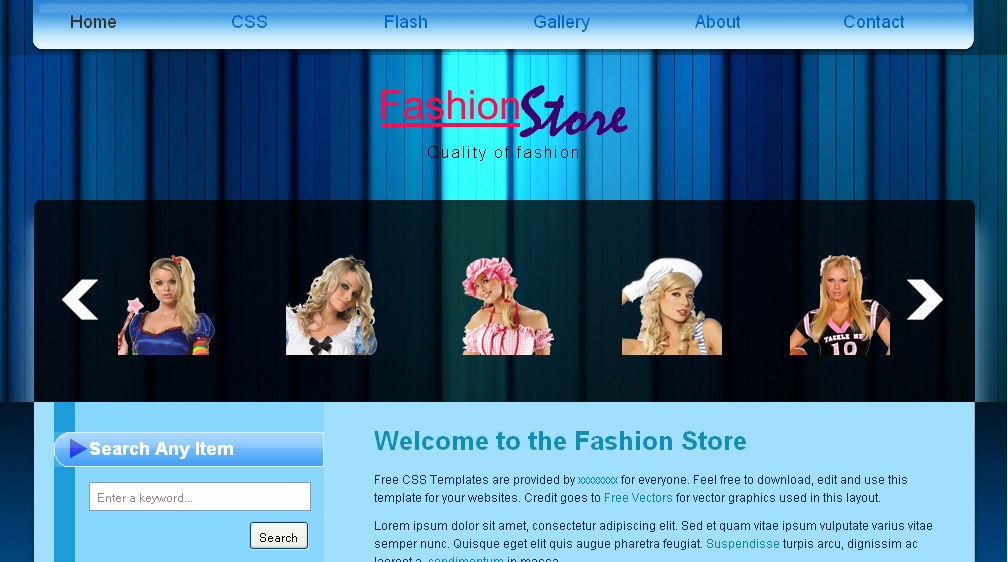 Home CSS Flash Gallery About Contact
FashionStore
Quality of fashion
TACKLE ME
10
Search Any Item
Enter a keyword...
Search
Welcome to the Fashion Store
Free CSS Templates are provided by xxxxxxxx for everyone. Feel free to download, edit and use this
template for your websites. Credit goes to Free Vectors for vector graphics used in this layout.
Lorem ipsum dolor sit amet, consectetur adipiscing elit. Sed et quam vitae ipsum vulputate varius vitae
semper nunc. Quisque eget elit quis augue pharetra feugiat. Suspendisse turpis arcu, dignissim ac
laoreet a, condimentum in massa.